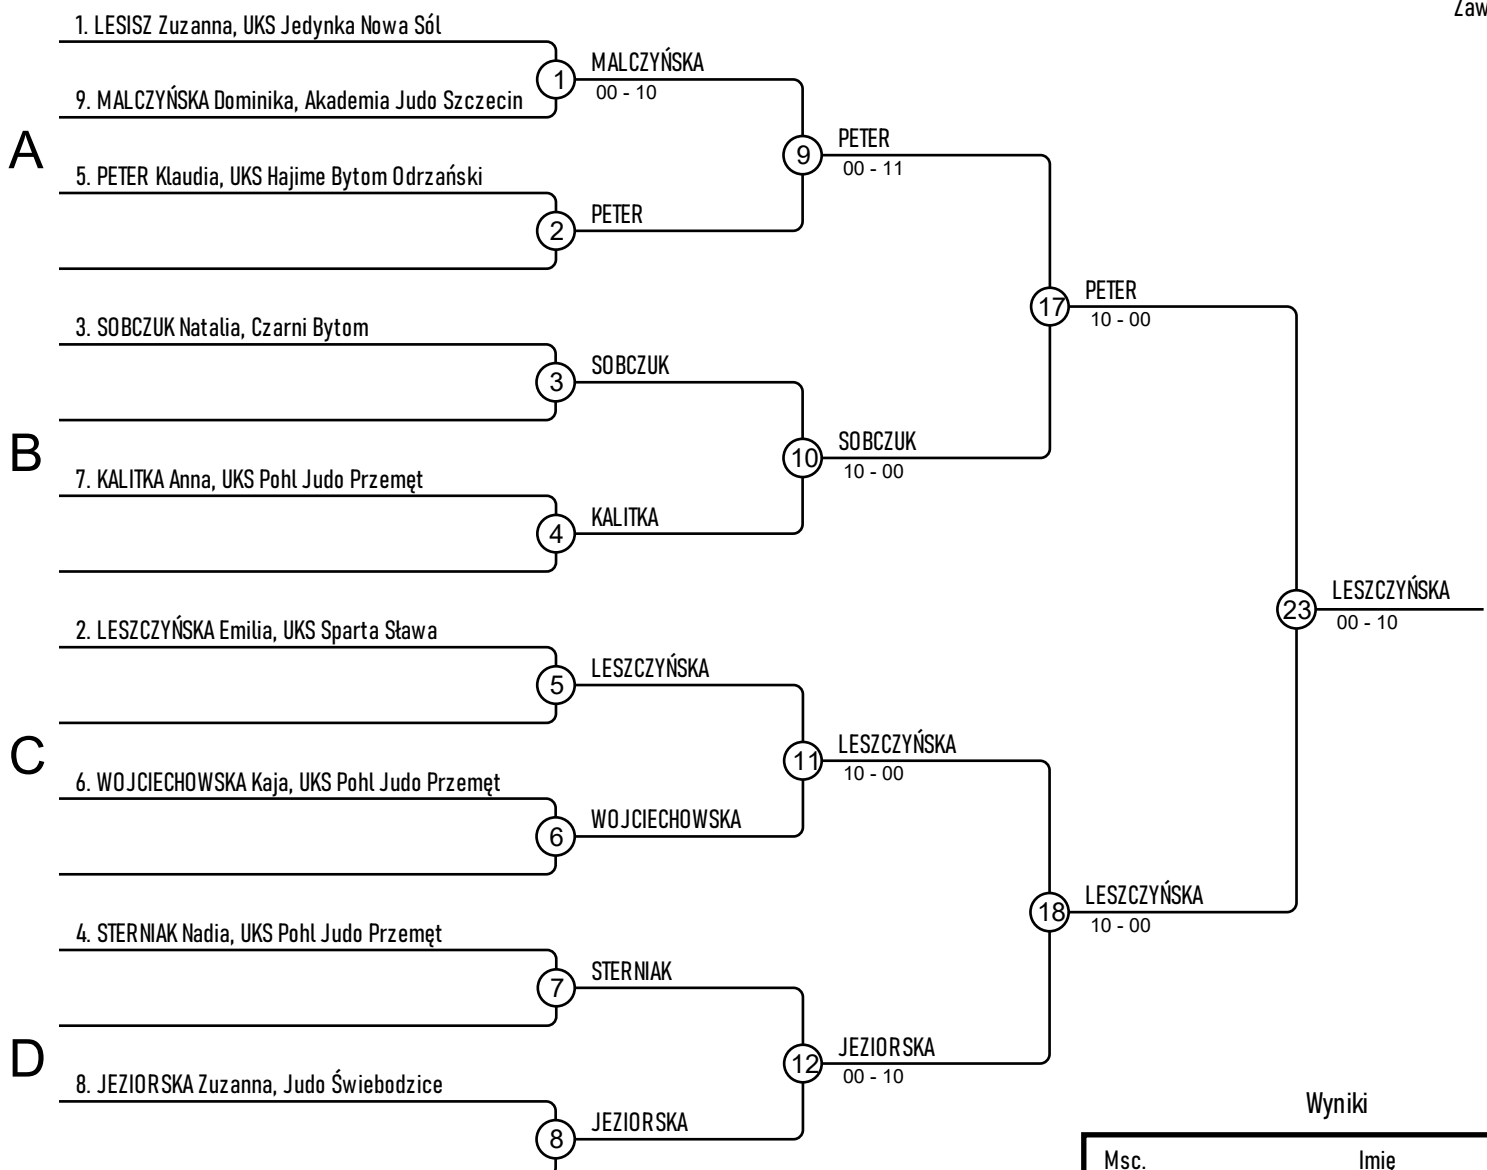 Zaw
1. LESISZ Zuzanna, UKS Jedynka Nowa Sól
1
MALCZYŃSKA
00 - 10
9. MALCZYŃSKA Dominika, Akademia Judo Szczecin
A
9
PETER
00 - 11
5. PETER Klaudia, UKS Hajime Bytom Odrzański
2
PETER
17
PETER
10 - 00
3. SOBCZUK Natalia, Czarni Bytom
3
SOBCZUK
B
10
SOBCZUK
10 - 00
7. KALITKA Anna, UKS Pohl Judo Przemęt
4
KALITKA
23
LESZCZYŃSKA
00 - 10
2. LESZCZYŃSKA Emilia, UKS Sparta Sława
5
LESZCZYŃSKA
C
11
LESZCZYŃSKA
10 - 00
6. WOJCIECHOWSKA Kaja, UKS Pohl Judo Przemęt
6
WOJCIECHOWSKA
18
LESZCZYŃSKA
10 - 00
4. STERNIAK Nadia, UKS Pohl Judo Przemęt
7
STERNIAK
D
12
JEZIORSKA
00 - 10
8. JEZIORSKA Zuzanna, Judo Świebodzice
8
JEZIORSKA
Wyniki
Msc. Imię